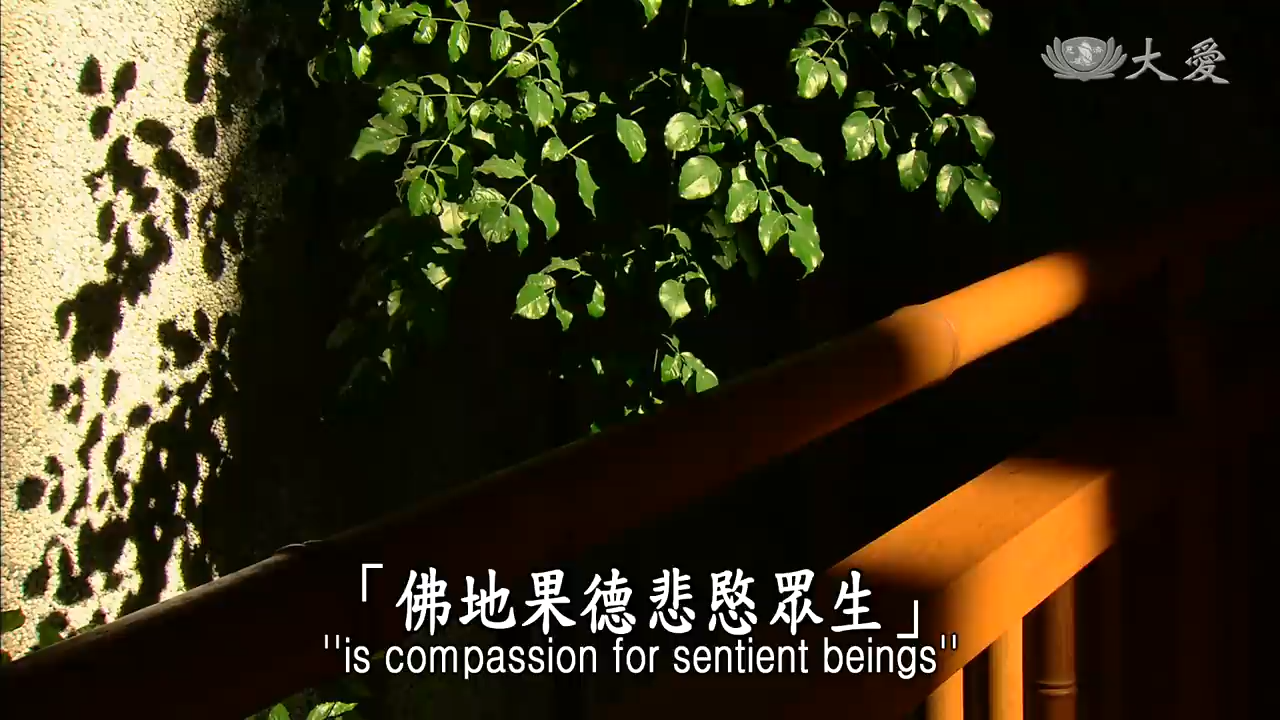 大愛
「佛地果德悲愍眾生」
"is compassion for sentient beings"